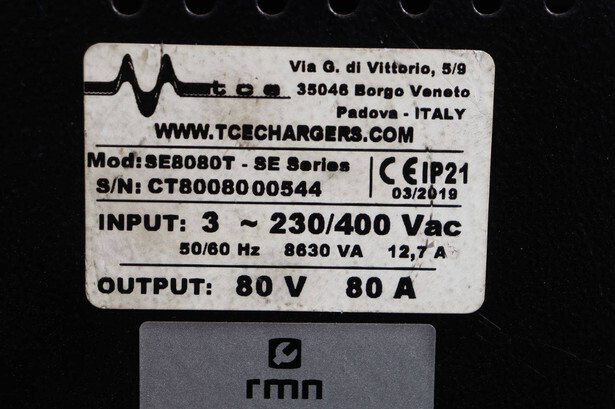 Via G. di Vittorio, 5/9
tce 35046 Borgo Veneto
Padova - ITALY
WWW.TCECHARGERS.COM
Mod: SE8080T - SE Series CE IP21
S/N: CT8008000544 03/2019
INPUT: 3 ~ 230/400 Vac
50/60 Hz 8630 VA 12,7 A
OUTPUT: 80 V 80 A
rmn